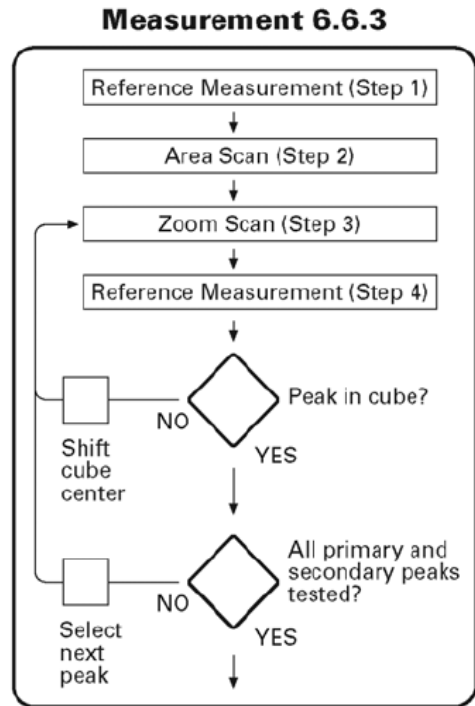 Measurement 6.6.3
Reference Measurement (Step 1)
Area Scan (Step 2)
Zoom Scan (Step 3)
Reference Measurement (Step 4)
Peak in cube?
NO
YES
Shift
cube
center
All primary and
secondary peaks
tested?
NO
YES
Select
next
peak